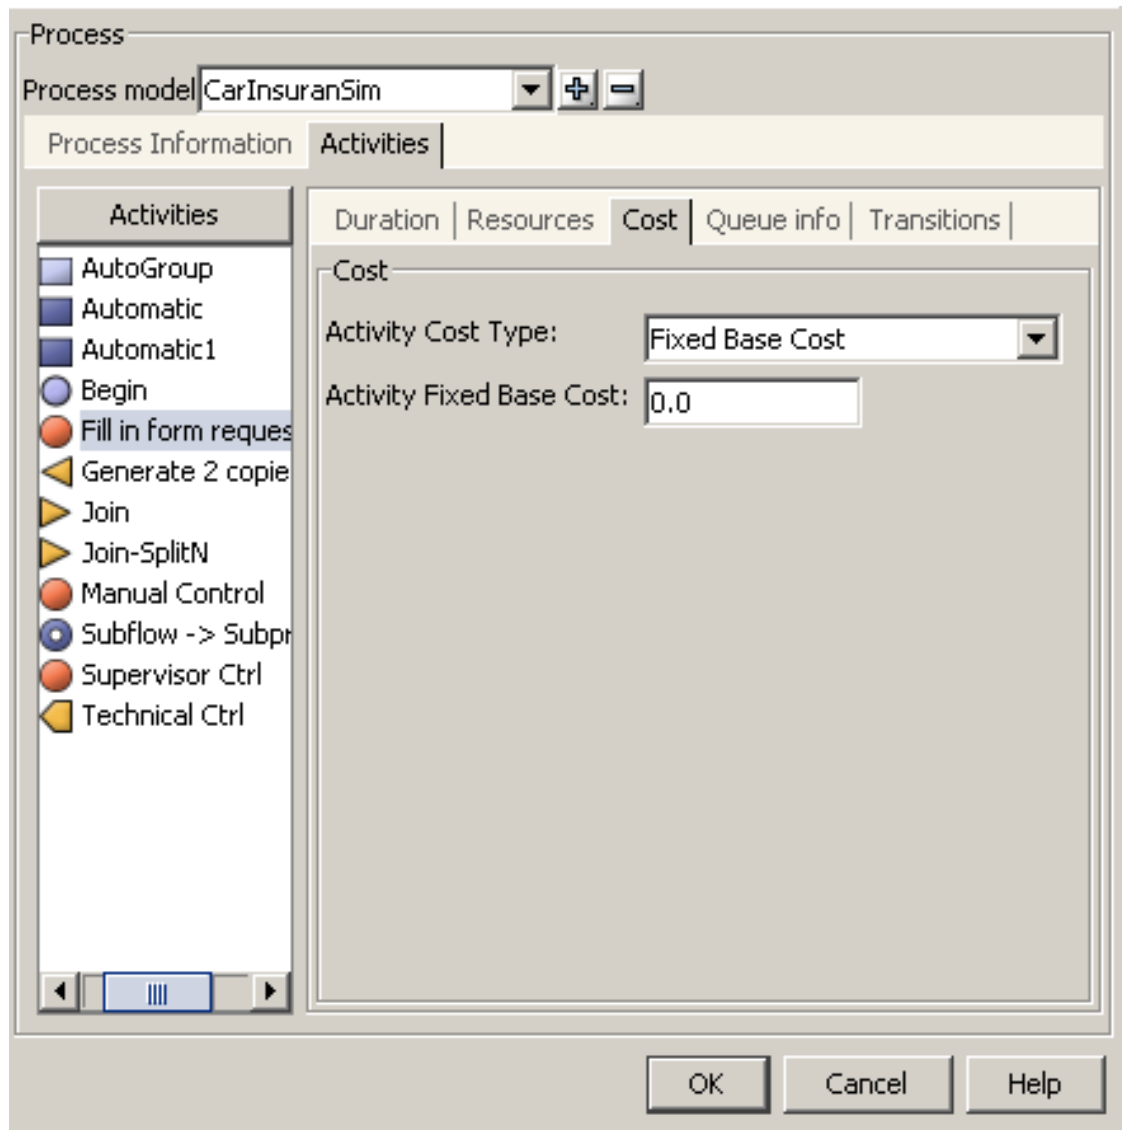 Process
Process model CarInsuranSim
Process Information Activities
Activities
AutoGroup
Automatic
Automatic1
Begin
Fill in form reques
Generate 2 copie
Join
Join-SplitN
Manual Control
Subflow -> Subpr
Supervisor Ctrl
Technical Ctrl
Duration Resources Cost Queue info Transitions
Cost
Activity Cost Type: Fixed Base Cost
Activity Fixed Base Cost: 0.0
OK Cancel Help